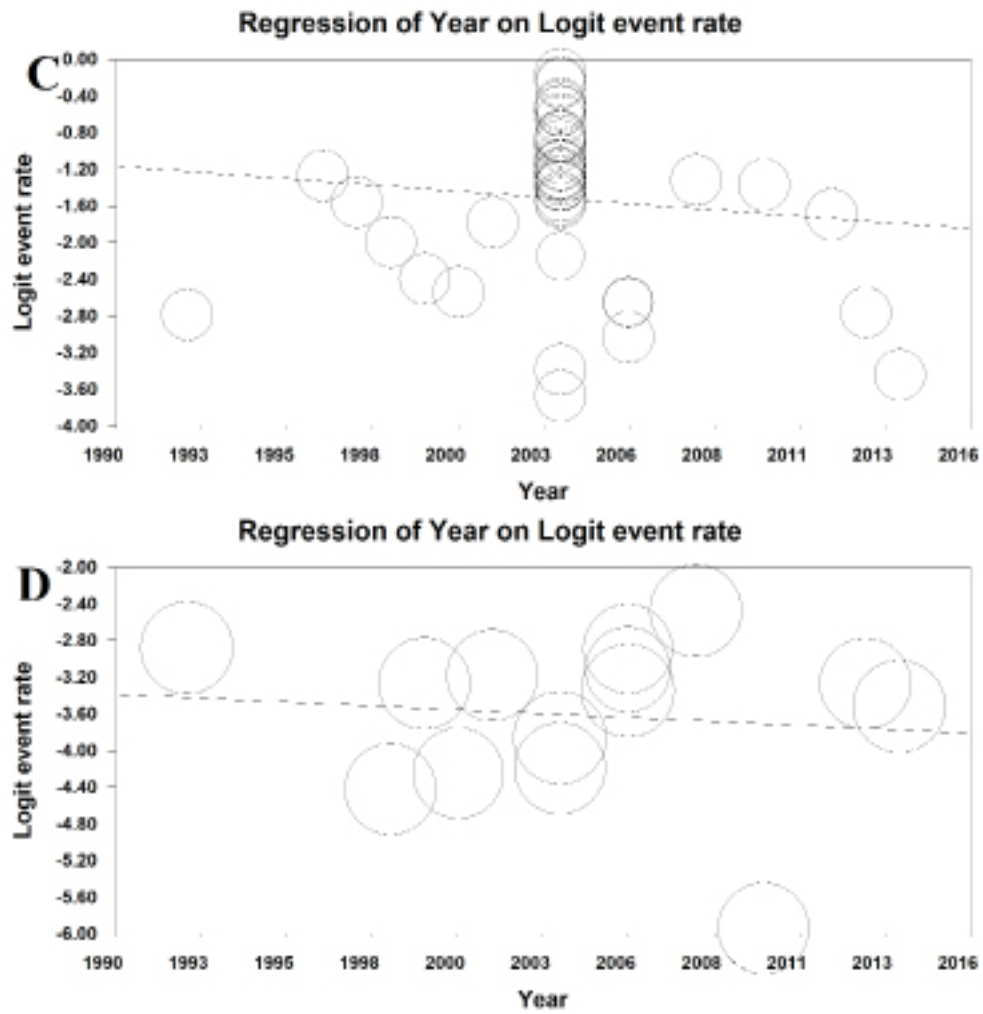 Regression of Year on Logit event rate
C
0.00
-0.40
-0.80
-1.20
-1.60
-2.00
-2.40
-2.80
-3.20
-3.60
-4.00
Logit event rate
1990 1993 1995 1998 2000 2003 2006 2008 2011 2013 2016
Year
Regression of Year on Logit event rate
D
-2.00
-2.40
-2.80
-3.20
-3.60
-4.00
-4.40
-4.80
-5.20
-5.60
-6.00
Logit event rate
1990 1993 1995 1998 2000 2003 2006 2008 2011 2013 2016
Year